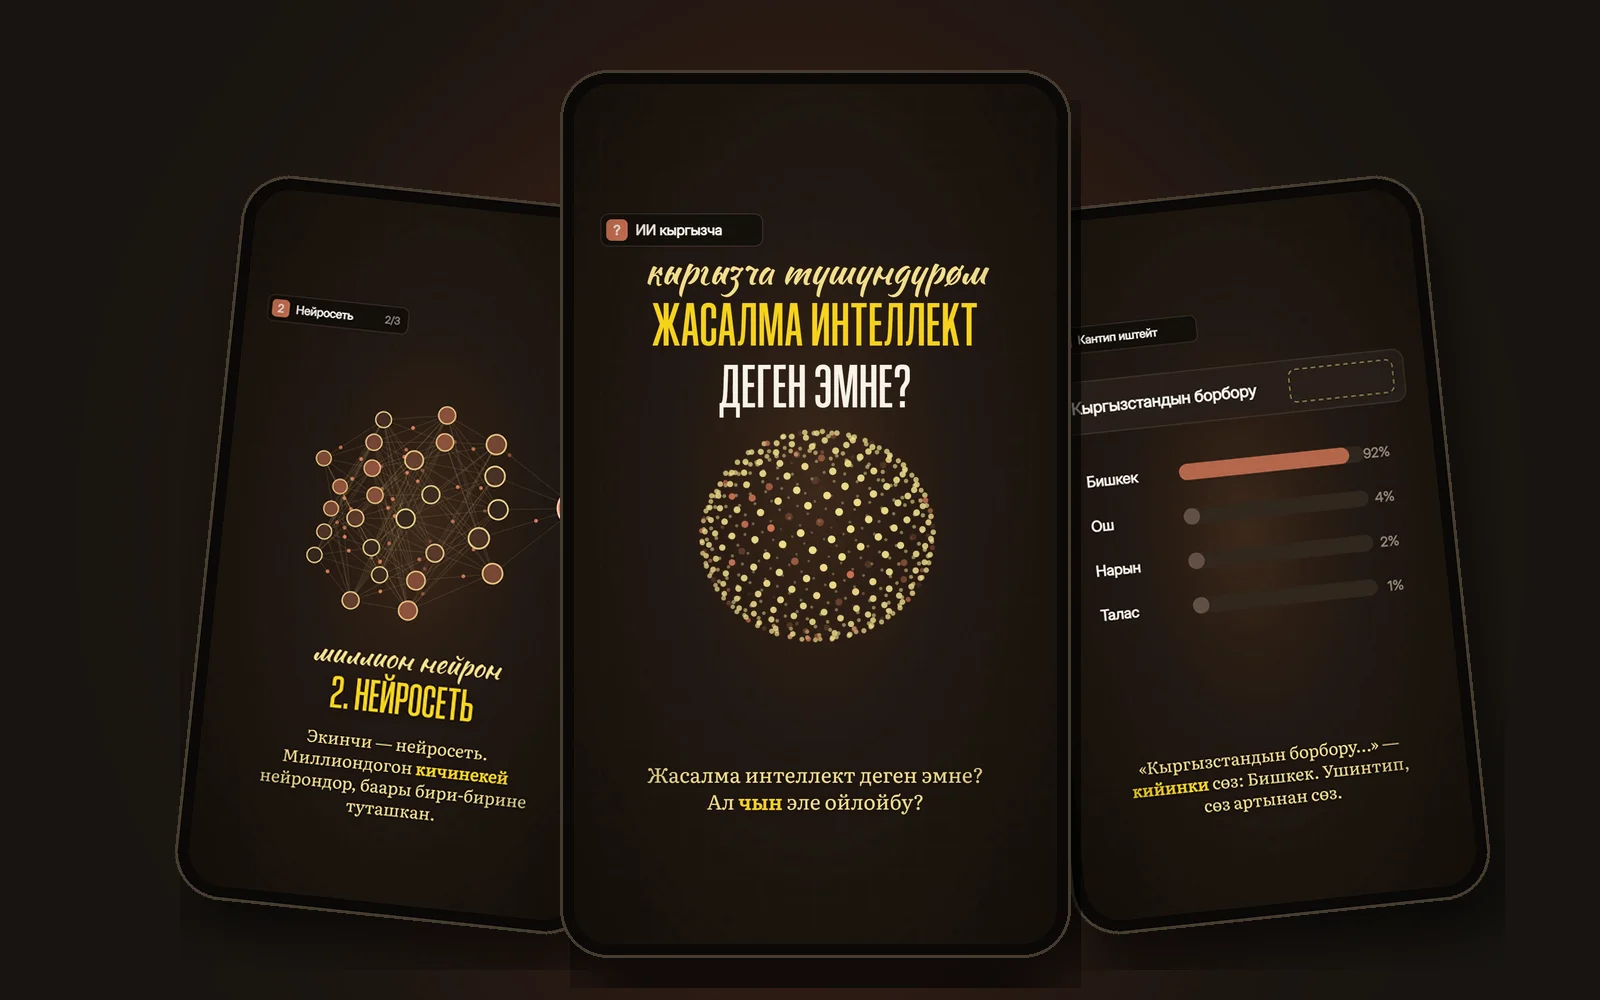 2 Нейросеть 2/3
миллион нейрон
2. НЕЙРОСЕТЬ
Экинчи — нейросеть.
Миллиондогон кичинекей
нейрондор, баары бири-бирине
туташкан.
? ИИ кыргызча
кыргызча түшүндүрөм
ЖАСАЛМА ИНТЕЛЛЕКТ
ДЕГЕН ЭМНЕ?
Жасалма интеллект деген эмне?
Ал чын эле ойлойбу?
Кантип иштейт
Кыргызстандын борбору
Бишкек 92%
Ош 4%
Нарын 2%
Талас 1%
«Кыргызстандын борбору...» —
кийинки сөз: Бишкек. Ушинтип,
сөз артынан сөз.